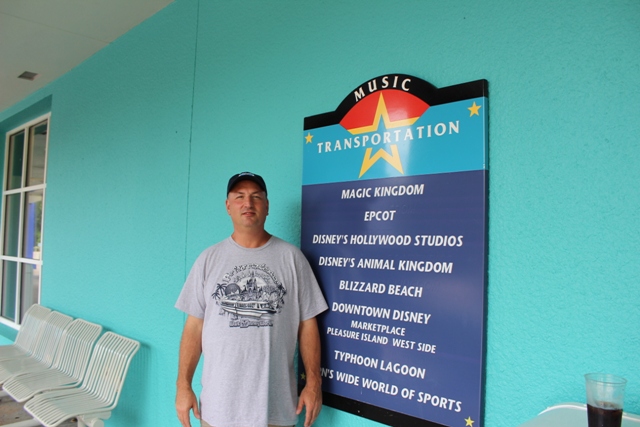 MUSIC
TRANSPORTATION
MAGIC KINGDOM
EPCOT
DISNEY'S HOLLYWOOD STUDIOS
DISNEY'S ANIMAL KINGDOM
BLIZZARD BEACH
DOWNTOWN DISNEY
MARKETPLACE
PLEASURE ISLAND WEST SIDE
TYPHOON LAGOON
N'S WIDE WORLD OF SPORTS